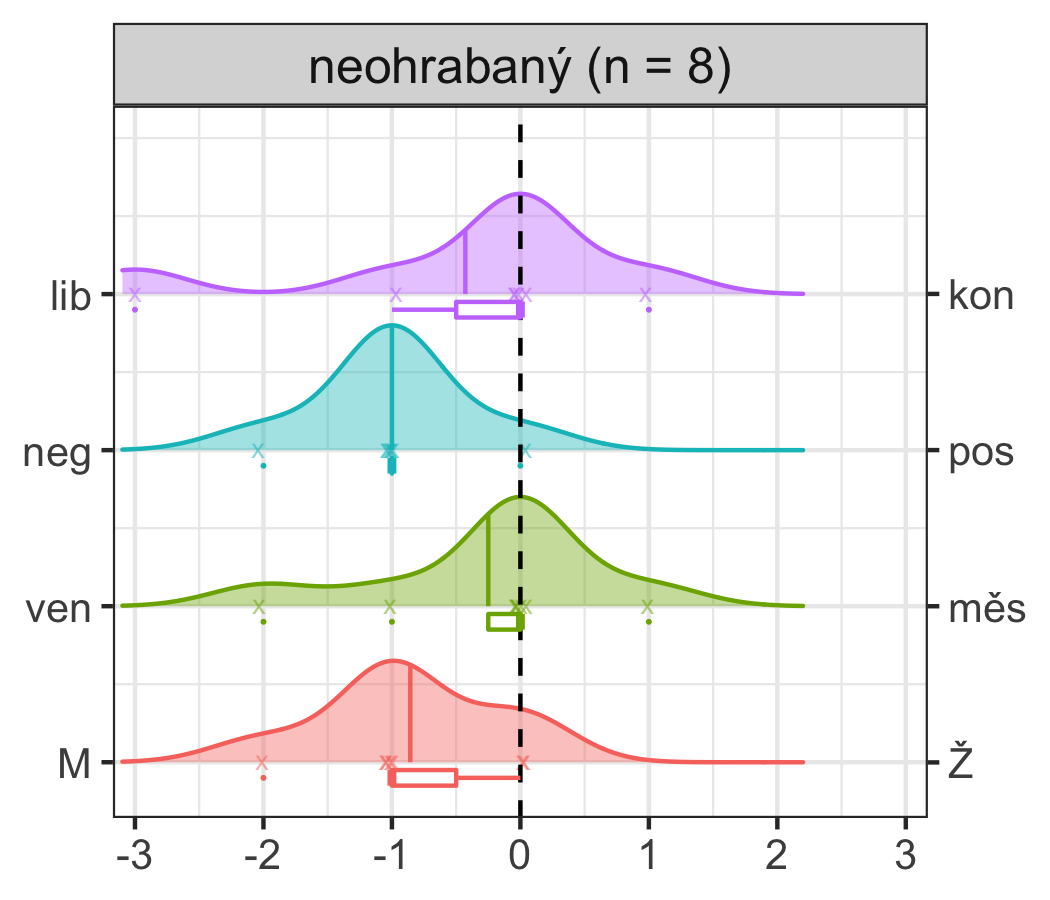 neohrabaný (n = 8)
lib kon
neg pos
ven měs
M Ž
-3 -2 -1 0 1 2 3